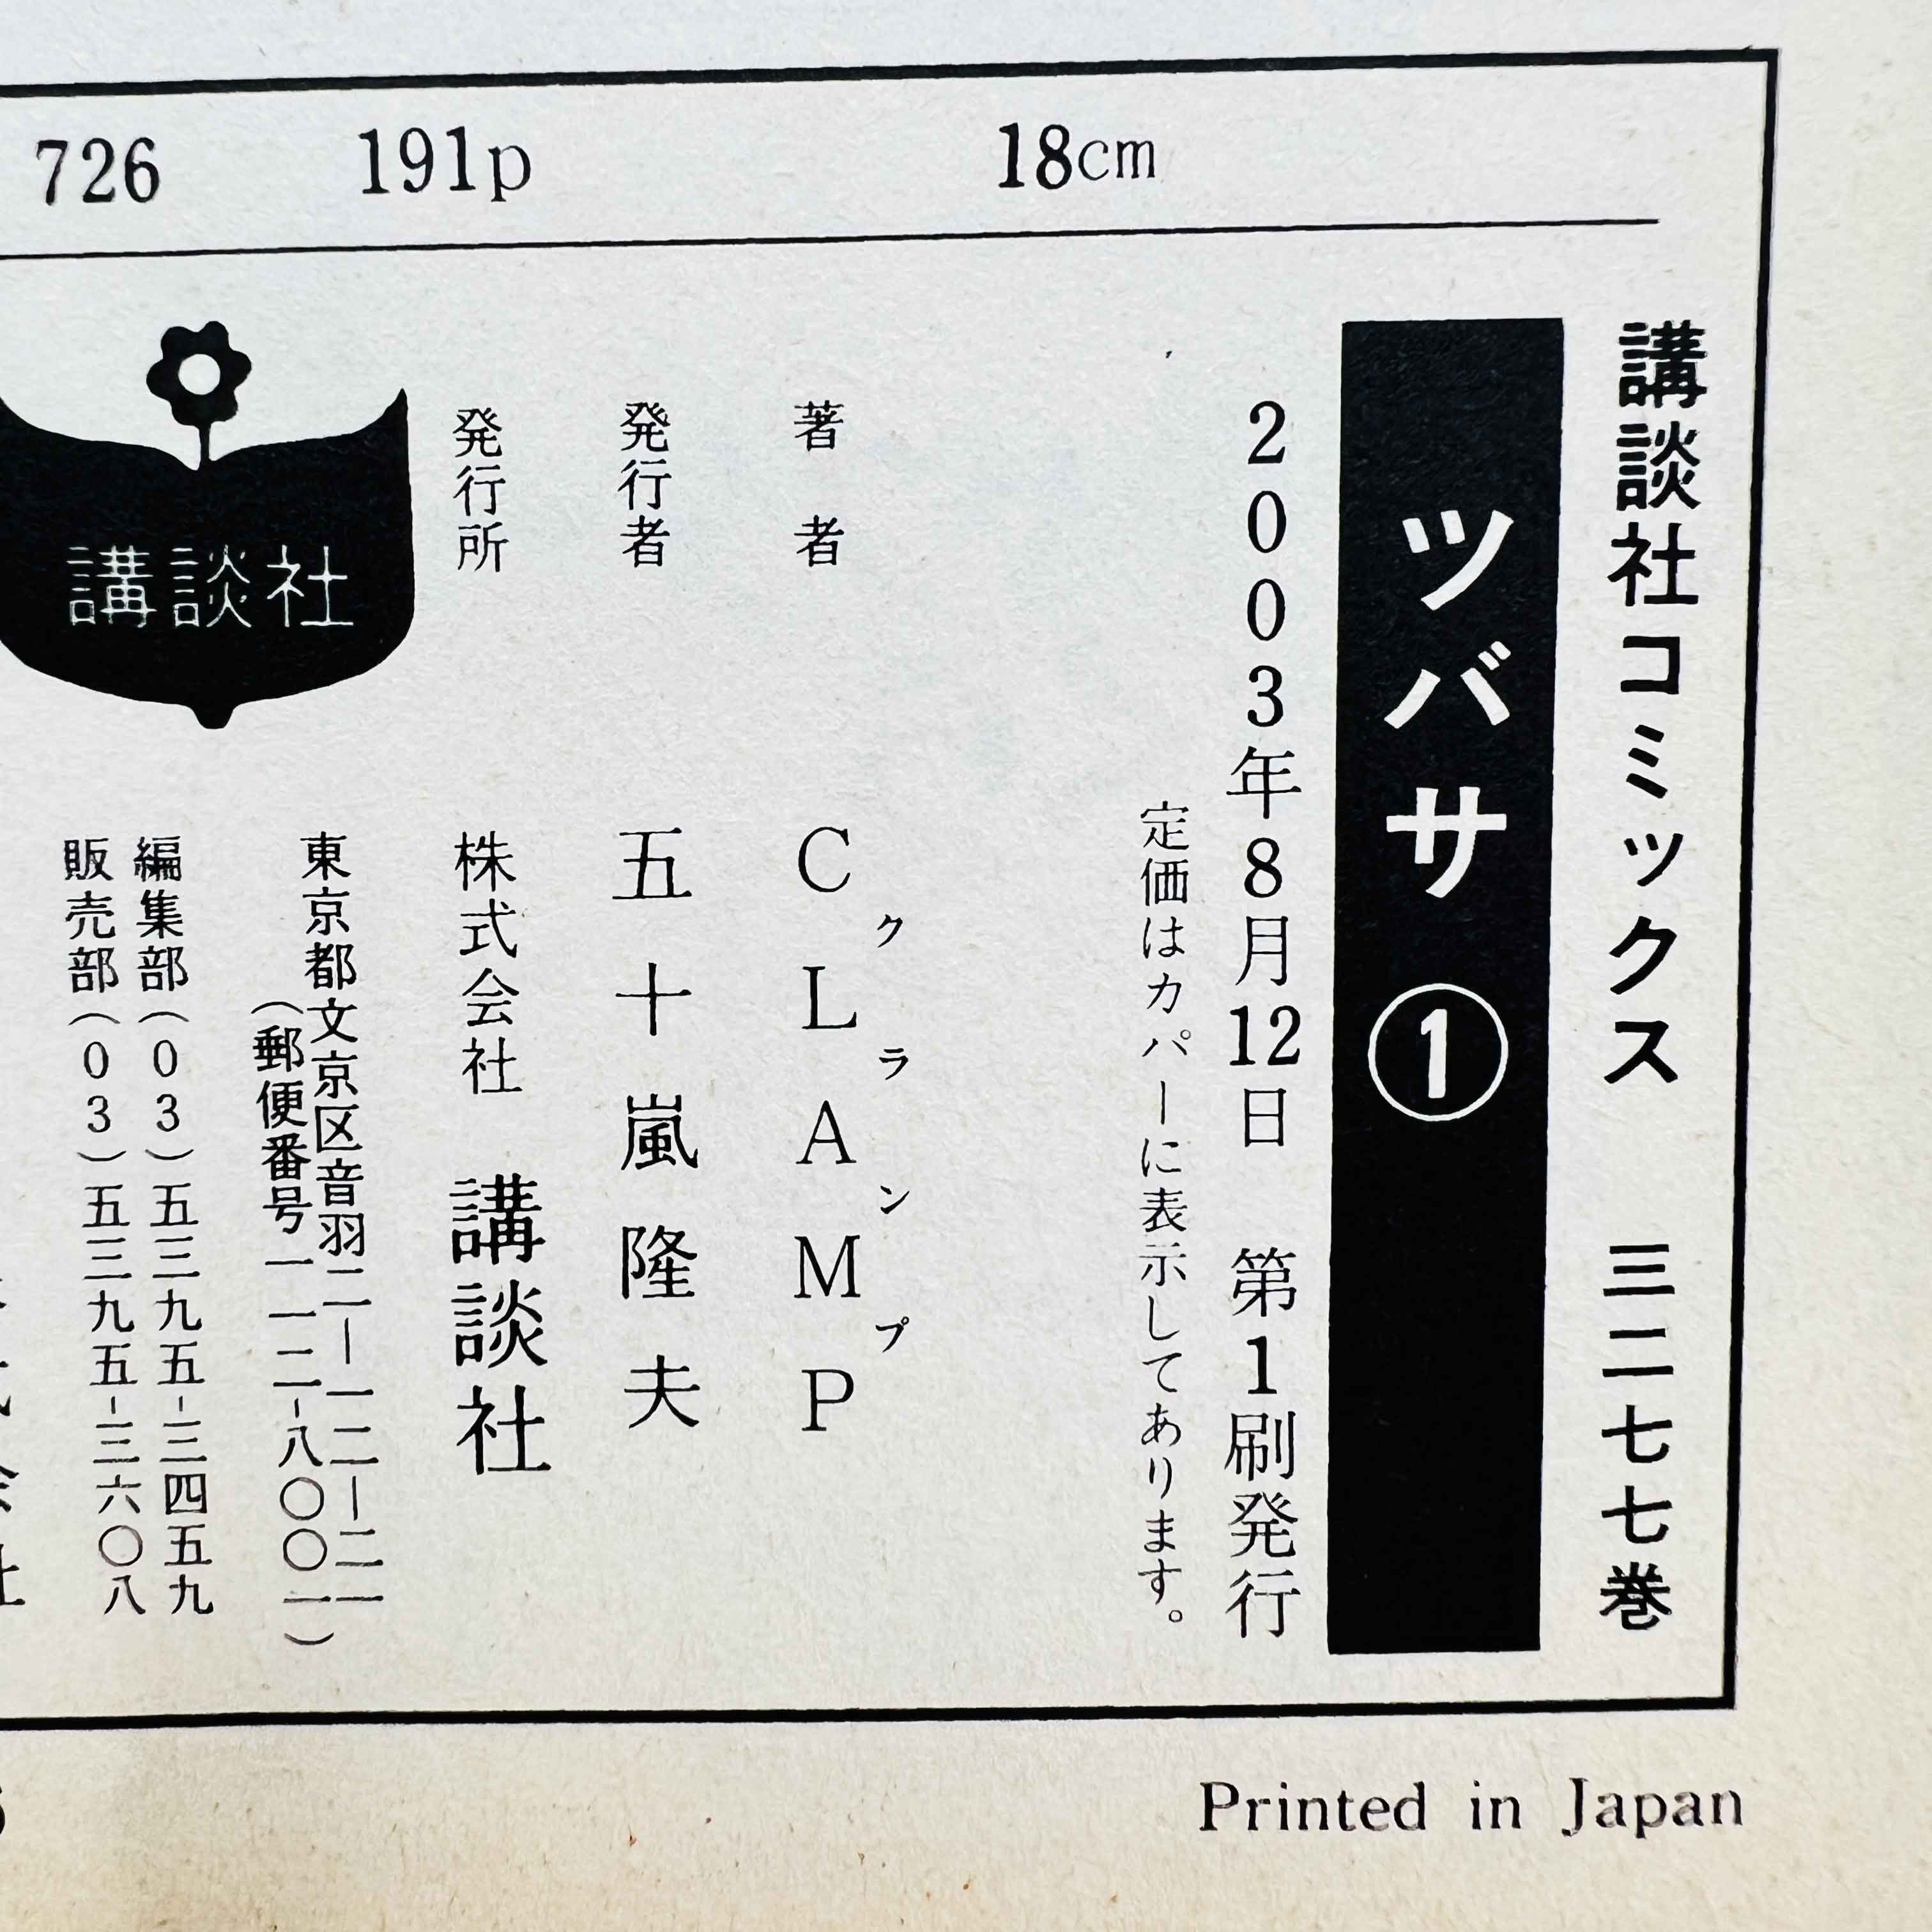 726 191p 18cm
講談社コミックス 三二七七巻
ツバサ ①
2003年8月12日 第1刷発行
定価はカバーに表示してあります。
著者 CLAMP
クランプ
発行者 五十嵐隆夫
発行所 株式会社 講談社
東京都文京区音羽二―一二―二一
(郵便番号一一二-八〇〇一)
編集部(03)五三九五-三四五九
販売部(03)五三九五-三六〇八
講談社
Printed in Japan